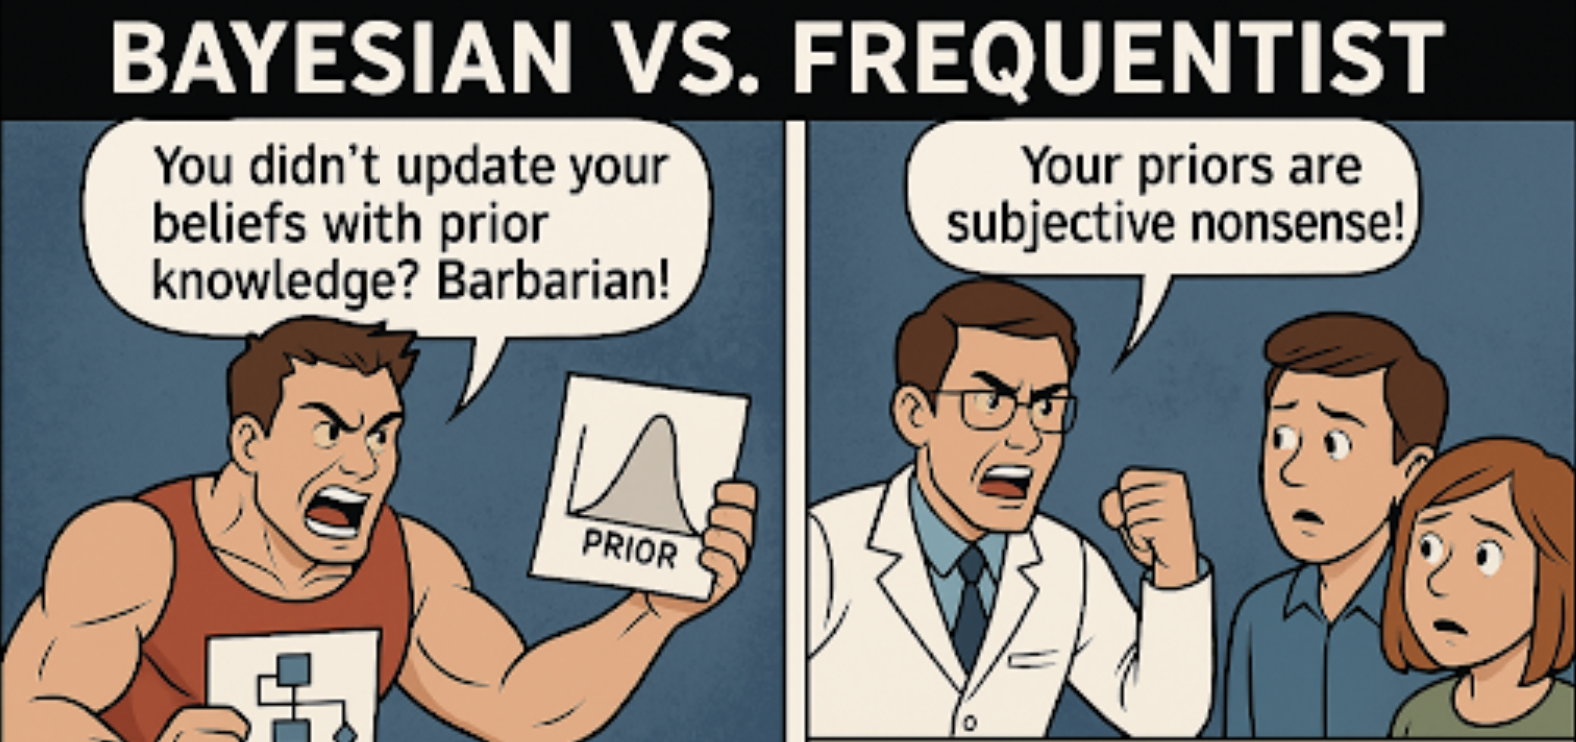 BAYESIAN VS. FREQUENTIST
You didn't update your
beliefs with prior
knowledge? Barbarian!
PRIOR
Your priors are
subjective nonsense!